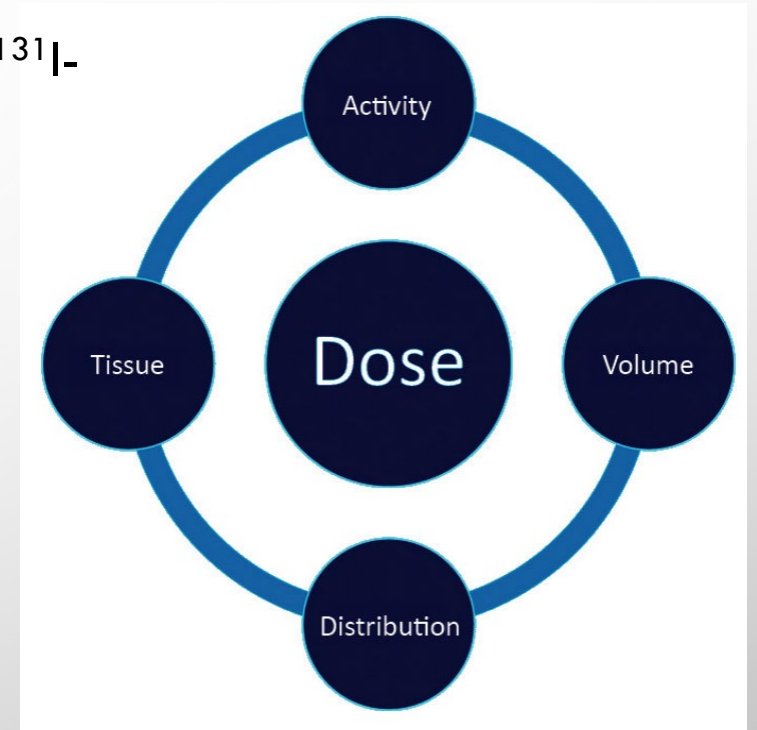 131I-
Activity
Tissue
Dose
Volume
Distribution